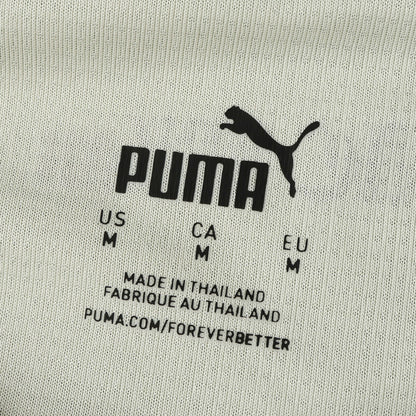 PUMA
US CA EU
M M M
MADE IN THAILAND
FABRIQUE AU THAILAND
PUMA.COM/FOREVERBETTER